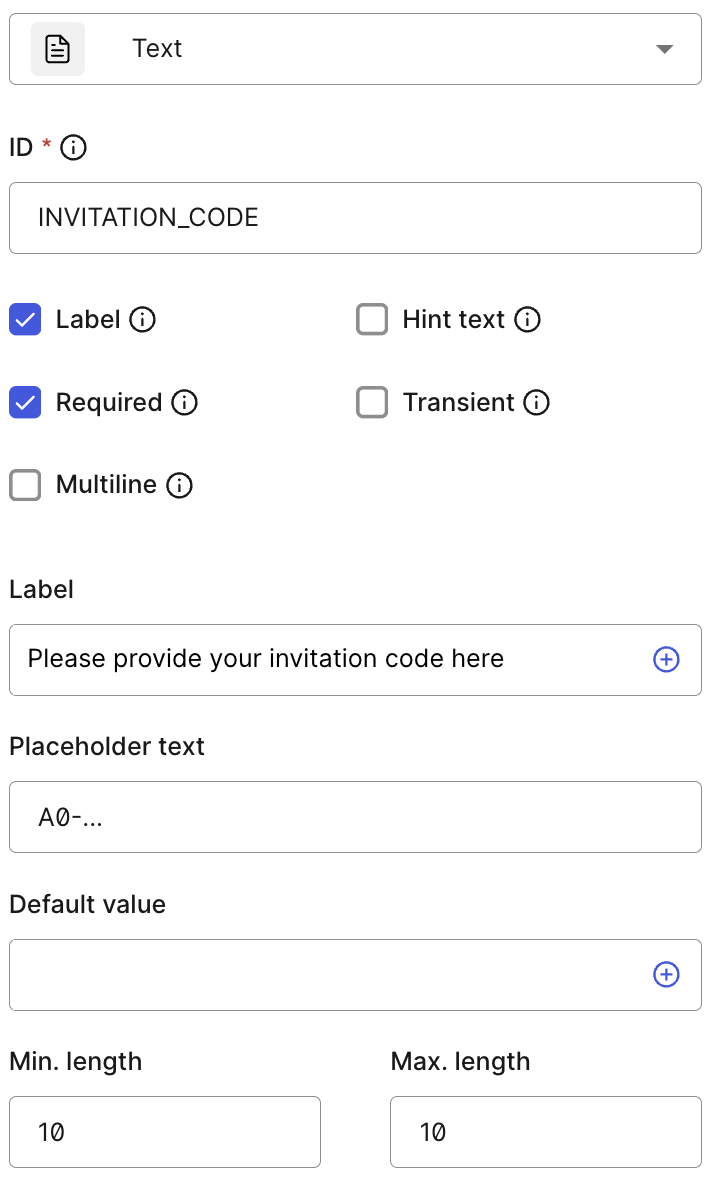 Text
ID *
INVITATION_CODE
Label Hint text
Required Transient
Multiline
Label
Please provide your invitation code here
Placeholder text
A0-...
Default value
Min. length Max. length
10 10